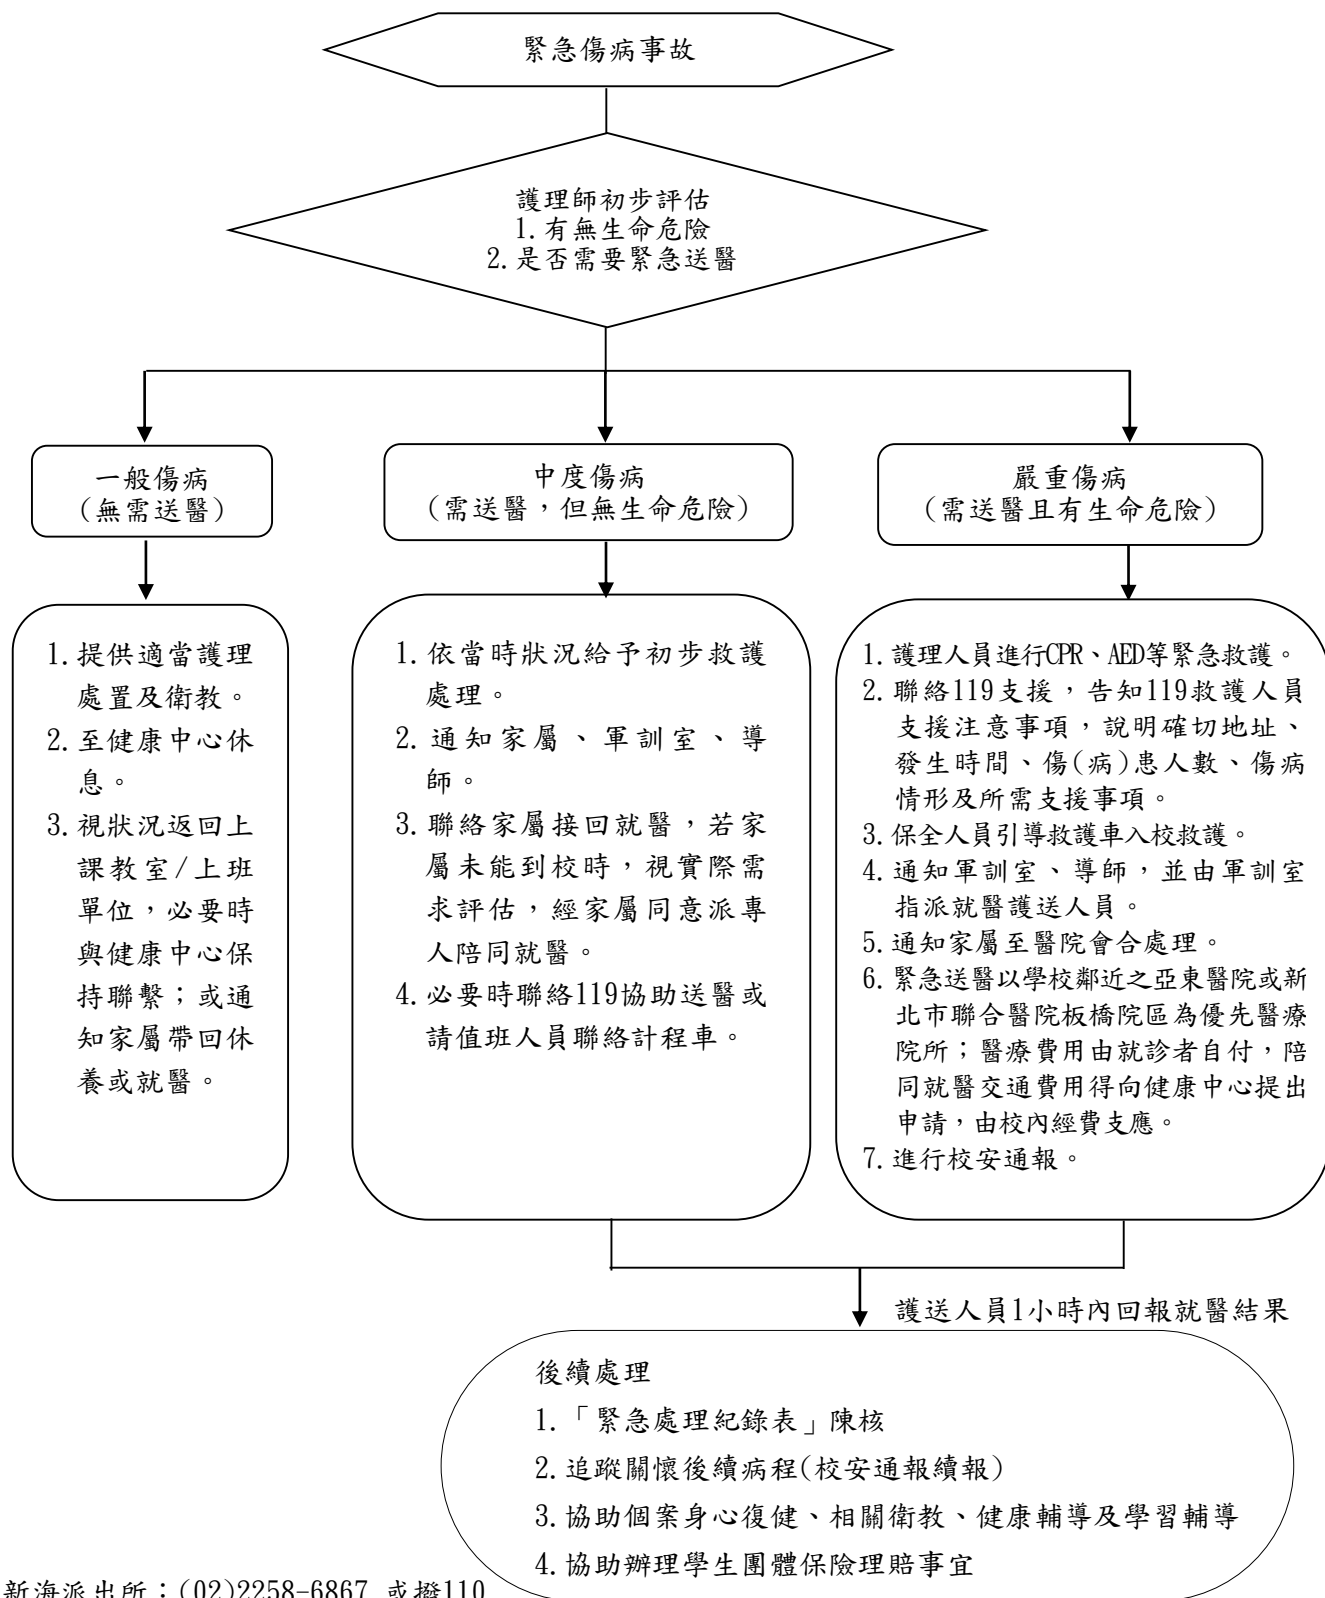 緊急傷病事故
護理師初步評估
1.有無生命危險
2.是否需要緊急送醫
一般傷病
(無需送醫)
中度傷病
(需送醫，但無生命危險)
嚴重傷病
(需送醫且有生命危險)
1.提供適當護理
處置及衛教。
2.至健康中心休
息。
3.視狀況返回上
課教室/上班
單位，必要時
與健康中心保
持聯繫；或通
知家屬帶回休
養或就醫。
1.依當時狀況給予初步救護
處理。
2.通知家屬、軍訓室、導
師。
3.聯絡家屬接回就醫，若家
屬未能到校時，視實際需
求評估，經家屬同意派專
人陪同就醫。
4.必要時聯絡119協助送醫或
請值班人員聯絡計程車。
1.護理人員進行CPR、AED等緊急救護。
2.聯絡119支援，告知119救護人員
支援注意事項，說明確切地址、
發生時間、傷(病)患人數、傷病
情形及所需支援事項。
3.保全人員引導救護車入校救護。
4.通知軍訓室、導師，並由軍訓室
指派就醫護送人員。
5.通知家屬至醫院會合處理。
6.緊急送醫以學校鄰近之亞東醫院或新
北市聯合醫院板橋院區為優先醫療
院所；醫療費用由就診者自付，陪
同就醫交通費用得向健康中心提出
申請，由校內經費支應。
7.進行校安通報。
護送人員1小時內回報就醫結果
後續處理
1.「緊急處理紀錄表」陳核
2.追蹤關懷後續病程(校安通報續報)
3.協助個案身心復健、相關衛教、健康輔導及學習輔導
4.協助辦理學生團體保險理賠事宜
新海派出所：(02)2258-6867 或撥110